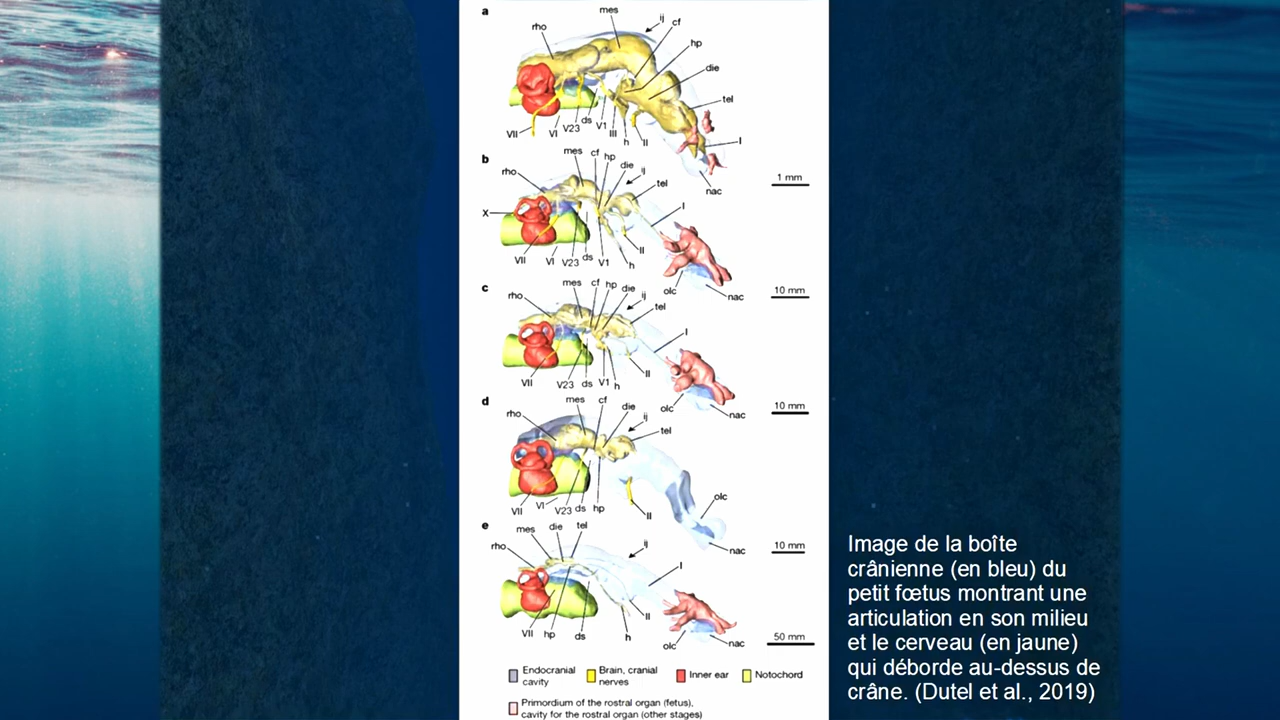 a
mes
ij
cf
rho
hp
die
tel
I
VII
VI
V23
ds
V1
III
h
II
nac
1 mm
b
mes
cf
hp
die
ij
rho
tel
X
I
VII
VI
V23
ds
V1
h
II
olc
nac
10 mm
c
mes
cf
hp
die
ij
rho
tel
I
VII
V23
ds
V1
h
II
olc
nac
10 mm
d
mes
cf
die
ij
rho
tel
VII
VI
V23
ds
hp
II
olc
nac
10 mm
e
mes
die
tel
rho
ij
I
II
VII
hp
ds
h
olc
nac
50 mm
Endocranial
cavity
Brain, cranial
nerves
Inner ear
Notochord
Primordium of the rostral organ (fetus),
cavity for the rostral organ (other stages)
Image de la boîte
crânienne (en bleu) du
petit fœtus montrant une
articulation en son milieu
et le cerveau (en jaune)
qui déborde au-dessus de
crâne. (Dutel et al., 2019)